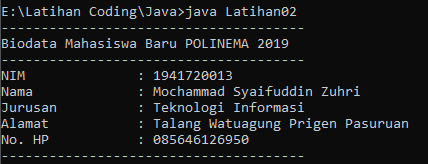 E:\Latihan Coding\Java>java Latihan02
---------------------------------------
Biodata Mahasiswa Baru POLINEMA 2019
---------------------------------------
NIM : 1941720013
Nama : Mochammad Syaifuddin Zuhri
Jurusan : Teknologi Informasi
Alamat : Talang Watuagung Prigen Pasuruan
No. HP : 085646126950
---------------------------------------